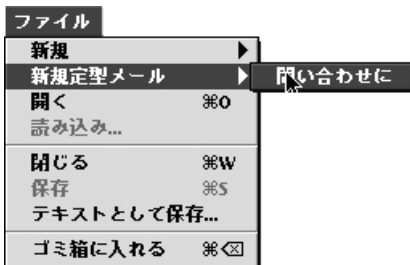 ファイル
新規
新規定型メール 問い合わせに
開く ⌘O
読み込み...
閉じる ⌘W
保存 ⌘S
テキストとして保存...
ゴミ箱に入れる ⌘⌫